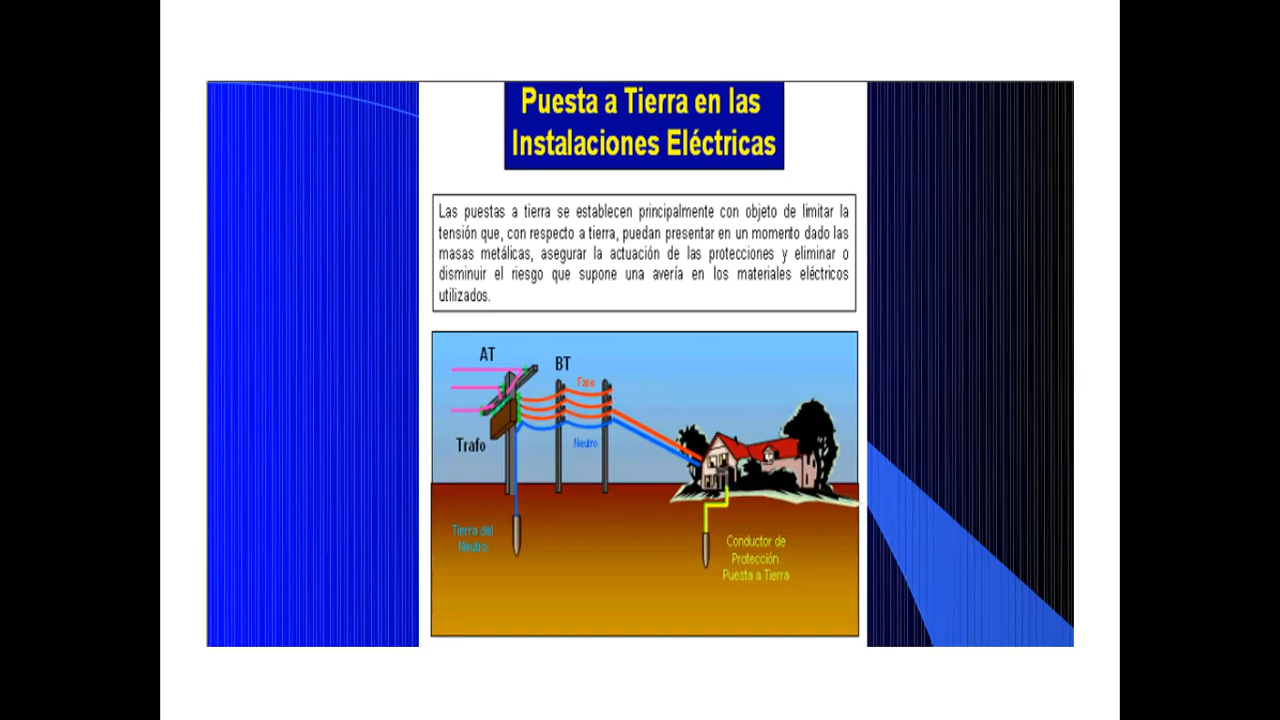 Puesta a Tierra en las
Instalaciones Eléctricas
Las puestas a tierra se establecen principalmente con objeto de limitar la
tensión que, con respecto a tierra, puedan presentar en un momento dado las
masas metálicas, asegurar la actuación de las protecciones y eliminar o
disminuir el riesgo que supone una avería en los materiales eléctricos
utilizados.
AT
BT
Fase
Trafo
Neutro
Tierra del
Neutro
Conductor de
Protección
Puesta a Tierra